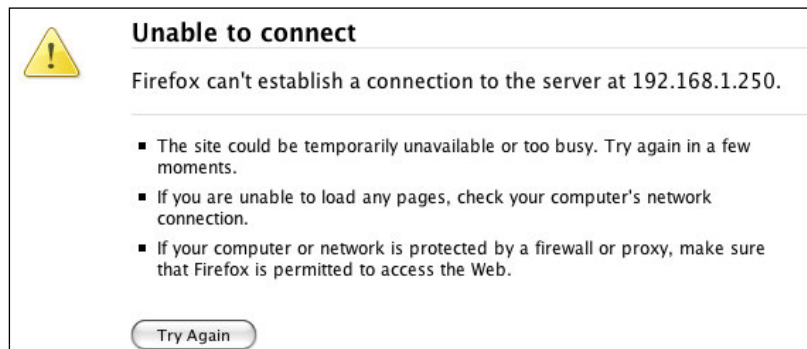 Unable to connect
Firefox can't establish a connection to the server at 192.168.1.250.
The site could be temporarily unavailable or too busy. Try again in a few
moments.
If you are unable to load any pages, check your computer's network
connection.
If your computer or network is protected by a firewall or proxy, make sure
that Firefox is permitted to access the Web.
Try Again